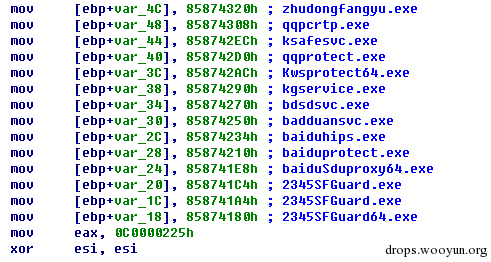 mov [ebp+var_4C], 85874320h ; zhudongfangyu.exe
mov [ebp+var_48], 85874308h ; qqpcrtp.exe
mov [ebp+var_44], 858742ECh ; ksafesvc.exe
mov [ebp+var_40], 858742D0h ; qqprotect.exe
mov [ebp+var_3C], 858742ACh ; Kwsprotect64.exe
mov [ebp+var_38], 85874290h ; kgservice.exe
mov [ebp+var_34], 85874270h ; bdsdsvc.exe
mov [ebp+var_30], 85874250h ; badduansvc.exe
mov [ebp+var_2C], 85874234h ; baiduhips.exe
mov [ebp+var_28], 85874210h ; baiduprotect.exe
mov [ebp+var_24], 858741E8h ; baiduSduproxy64.exe
mov [ebp+var_20], 858741C4h ; 2345SFGuard.exe
mov [ebp+var_1C], 858741A4h ; 2345SFGuard.exe
mov [ebp+var_18], 85874180h ; 2345SFGuard64.exe
mov eax, 0C0000225h
xor esi, esi
drops.wooyun.org